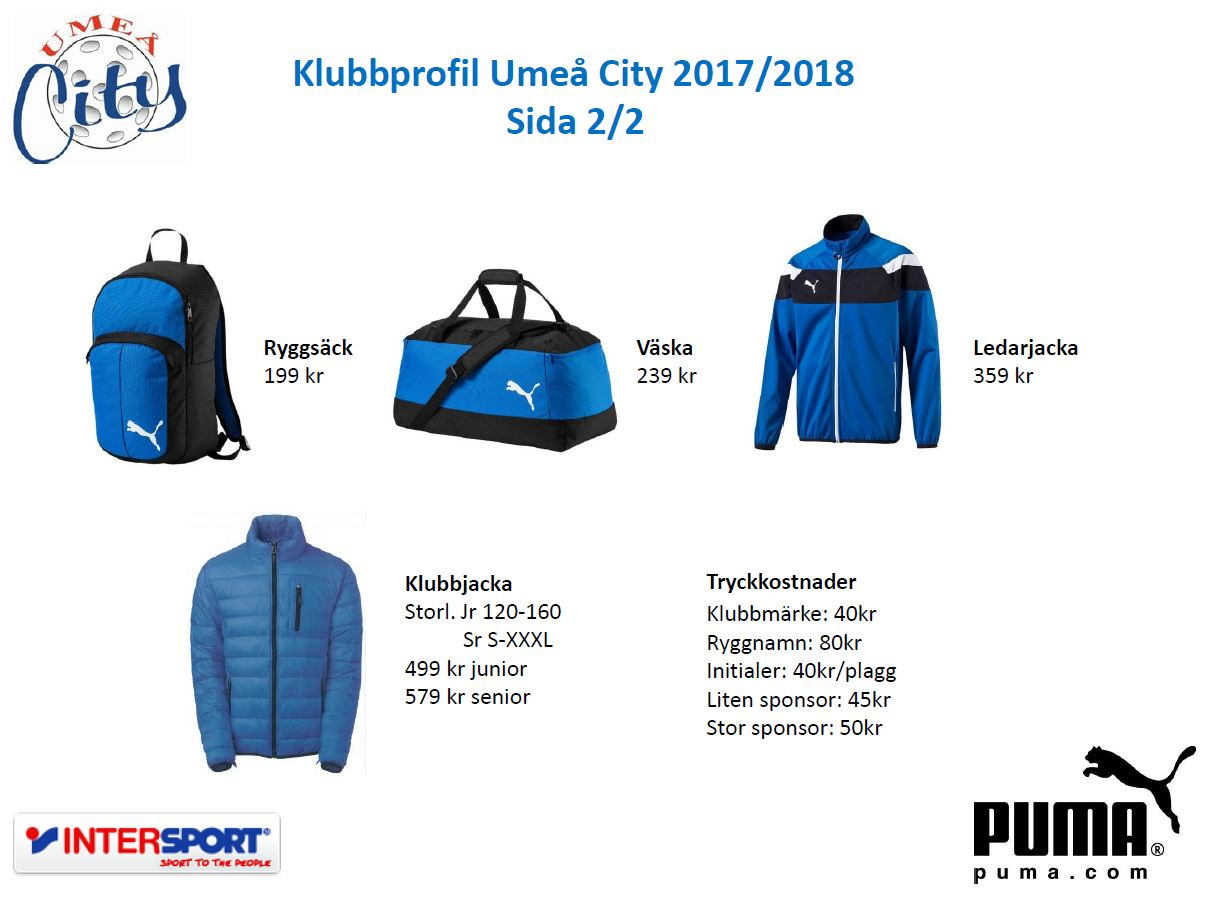 UMEÅ
City
Klubbprofil Umeå City 2017/2018
Sida 2/2
Ryggsäck
199 kr
Väska
239 kr
Ledarjacka
359 kr
Klubbjacka
Storl. Jr 120-160
Sr S-XXXL
499 kr junior
579 kr senior
Tryckkostnader
Klubbmärke: 40kr
Ryggnamn: 80kr
Initialer: 40kr/plagg
Liten sponsor: 45kr
Stor sponsor: 50kr
INTERSPORT®
SPORT TO THE PEOPLE
PUMA®
puma.com